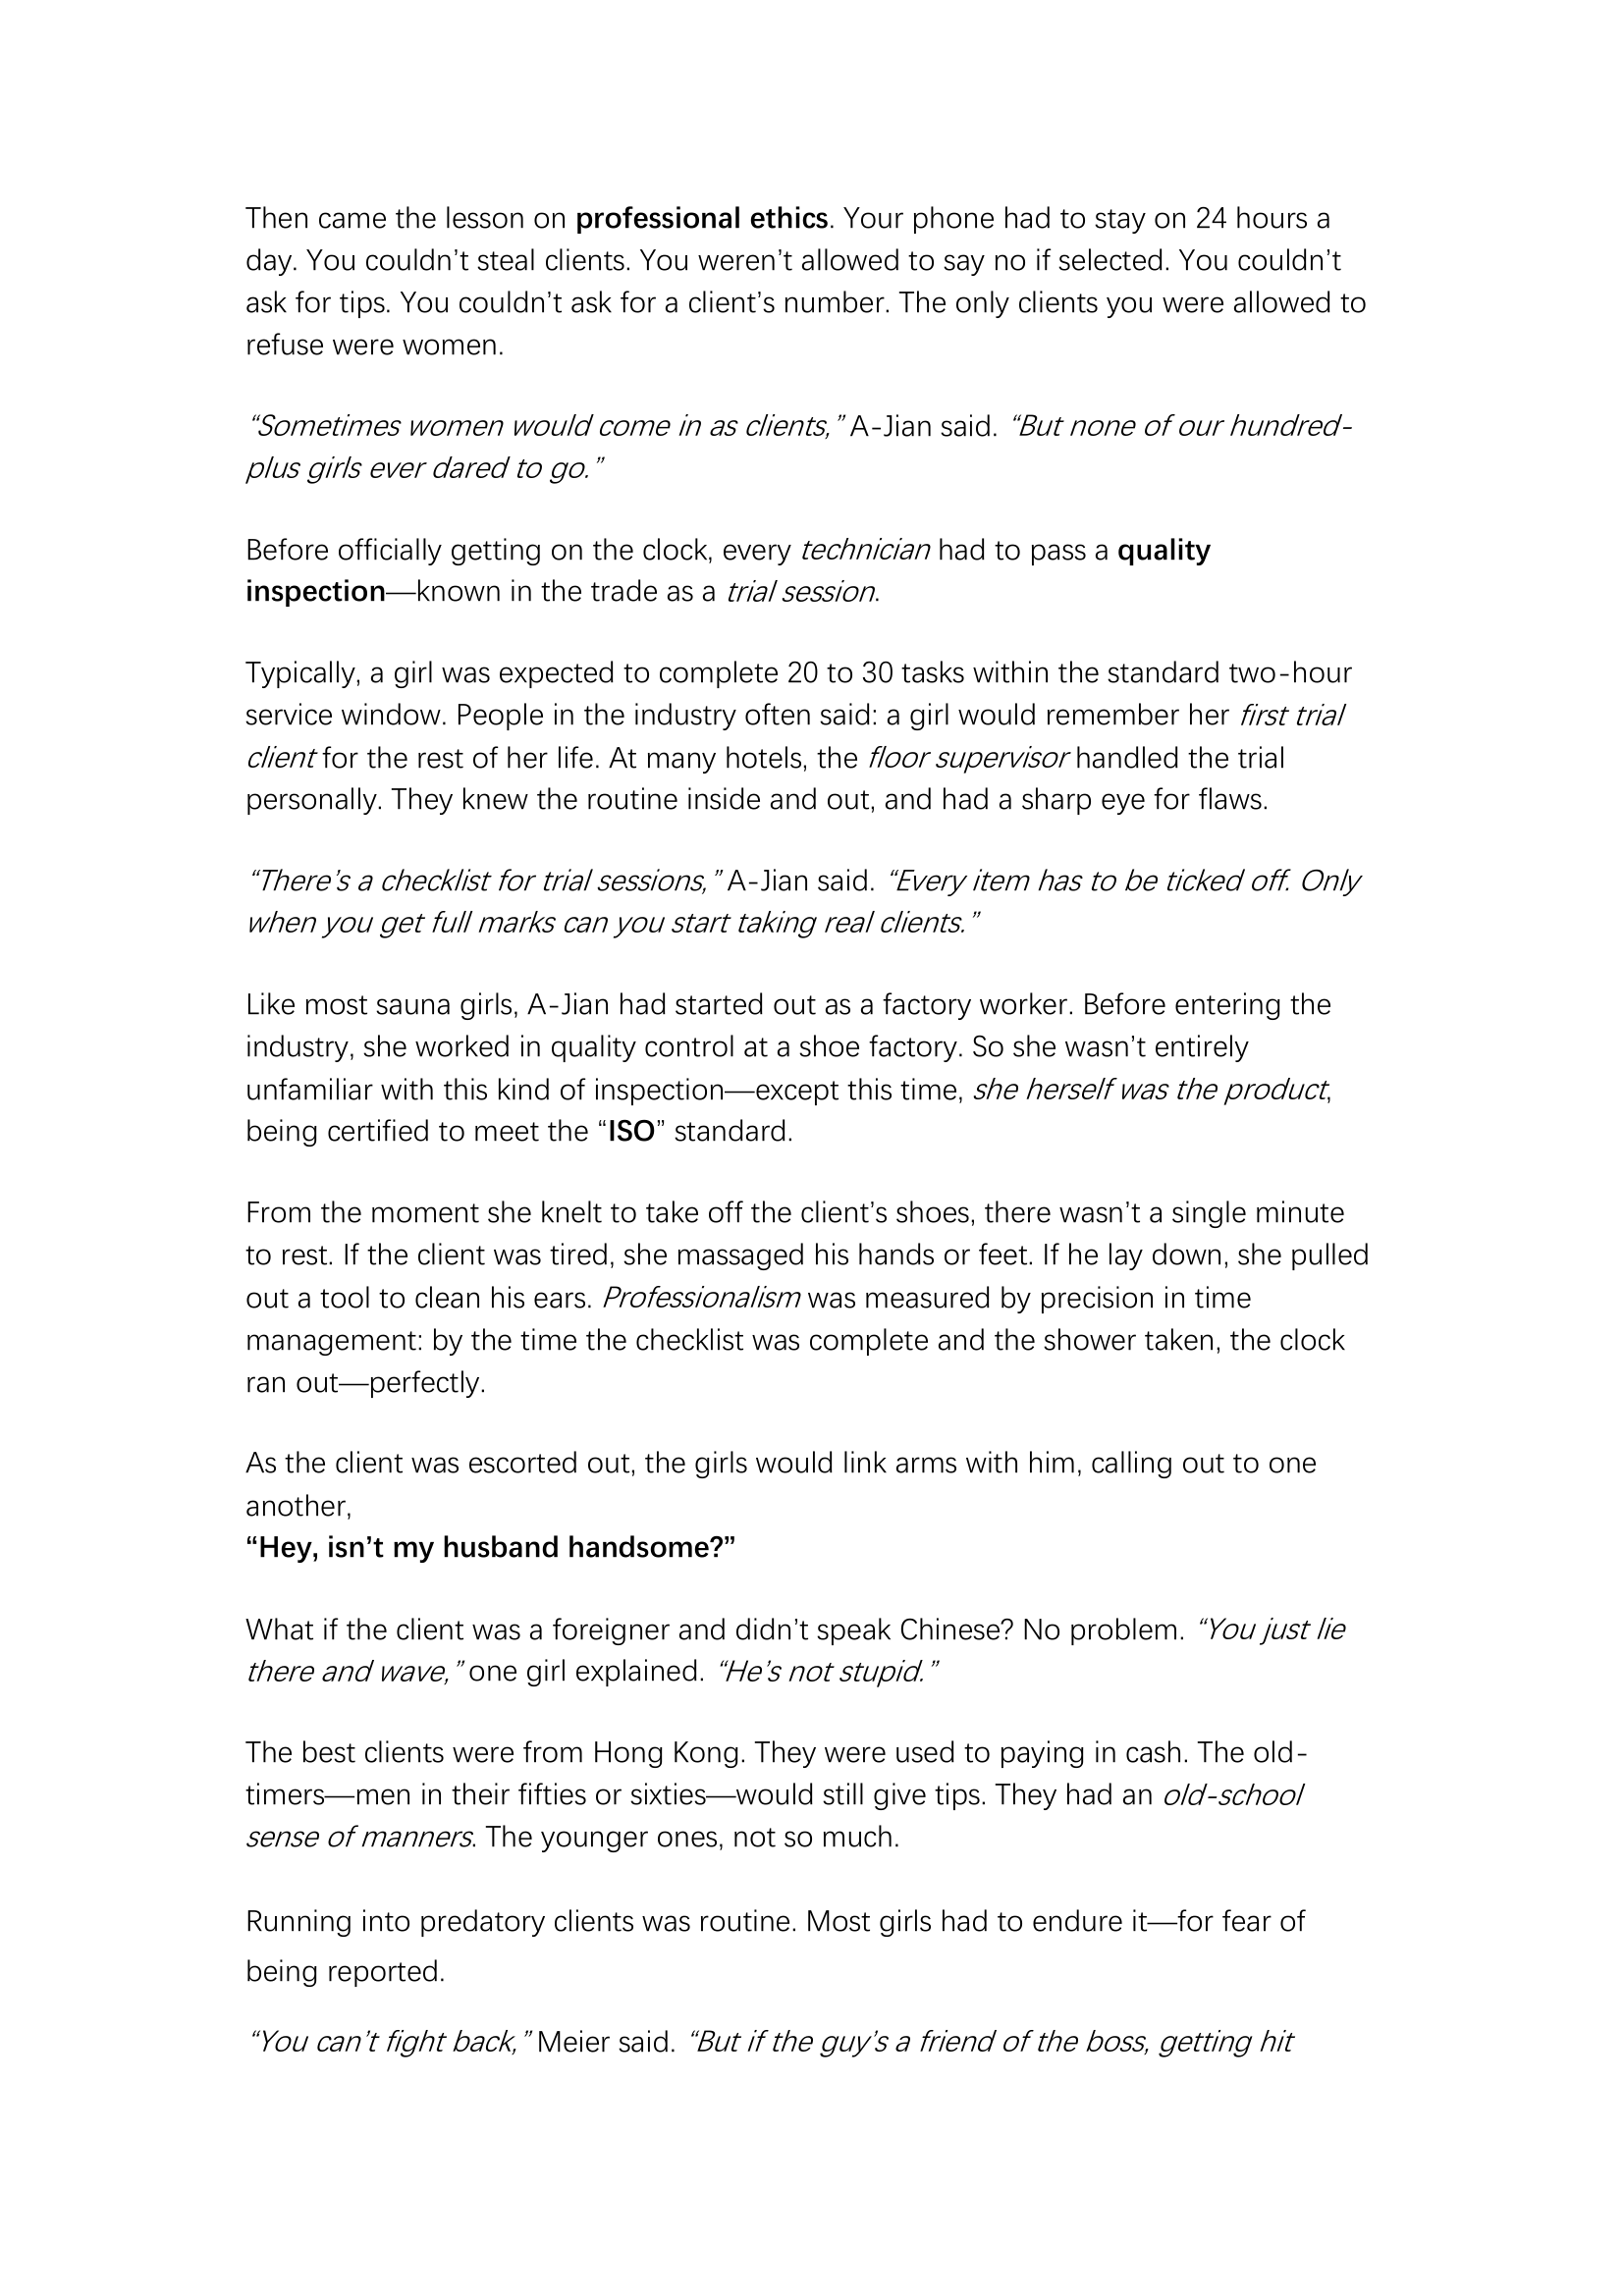 Then came the lesson on professional ethics. Your phone had to stay on 24 hours a
day. You couldn’t steal clients. You weren’t allowed to say no if selected. You couldn’t
ask for tips. You couldn’t ask for a client’s number. The only clients you were allowed to
refuse were women.
“Sometimes women would come in as clients,” A-Jian said. “But none of our hundred-
plus girls ever dared to go.”
Before officially getting on the clock, every technician had to pass a quality
inspection—known in the trade as a trial session.
Typically, a girl was expected to complete 20 to 30 tasks within the standard two-hour
service window. People in the industry often said: a girl would remember her first trial
client for the rest of her life. At many hotels, the floor supervisor handled the trial
personally. They knew the routine inside and out, and had a sharp eye for flaws.
“There’s a checklist for trial sessions,” A-Jian said. “Every item has to be ticked off. Only
when you get full marks can you start taking real clients.”
Like most sauna girls, A-Jian had started out as a factory worker. Before entering the
industry, she worked in quality control at a shoe factory. So she wasn’t entirely
unfamiliar with this kind of inspection—except this time, she herself was the product,
being certified to meet the “ISO” standard.
From the moment she knelt to take off the client’s shoes, there wasn’t a single minute
to rest. If the client was tired, she massaged his hands or feet. If he lay down, she pulled
out a tool to clean his ears. Professionalism was measured by precision in time
management: by the time the checklist was complete and the shower taken, the clock
ran out—perfectly.
As the client was escorted out, the girls would link arms with him, calling out to one
another,
“Hey, isn’t my husband handsome?”
What if the client was a foreigner and didn’t speak Chinese? No problem. “You just lie
there and wave,” one girl explained. “He’s not stupid.”
The best clients were from Hong Kong. They were used to paying in cash. The old-
timers—men in their fifties or sixties—would still give tips. They had an old-school
sense of manners. The younger ones, not so much.
Running into predatory clients was routine. Most girls had to endure it—for fear of
being reported.
“You can’t fight back,” Meier said. “But if the guy’s a friend of the boss, getting hit